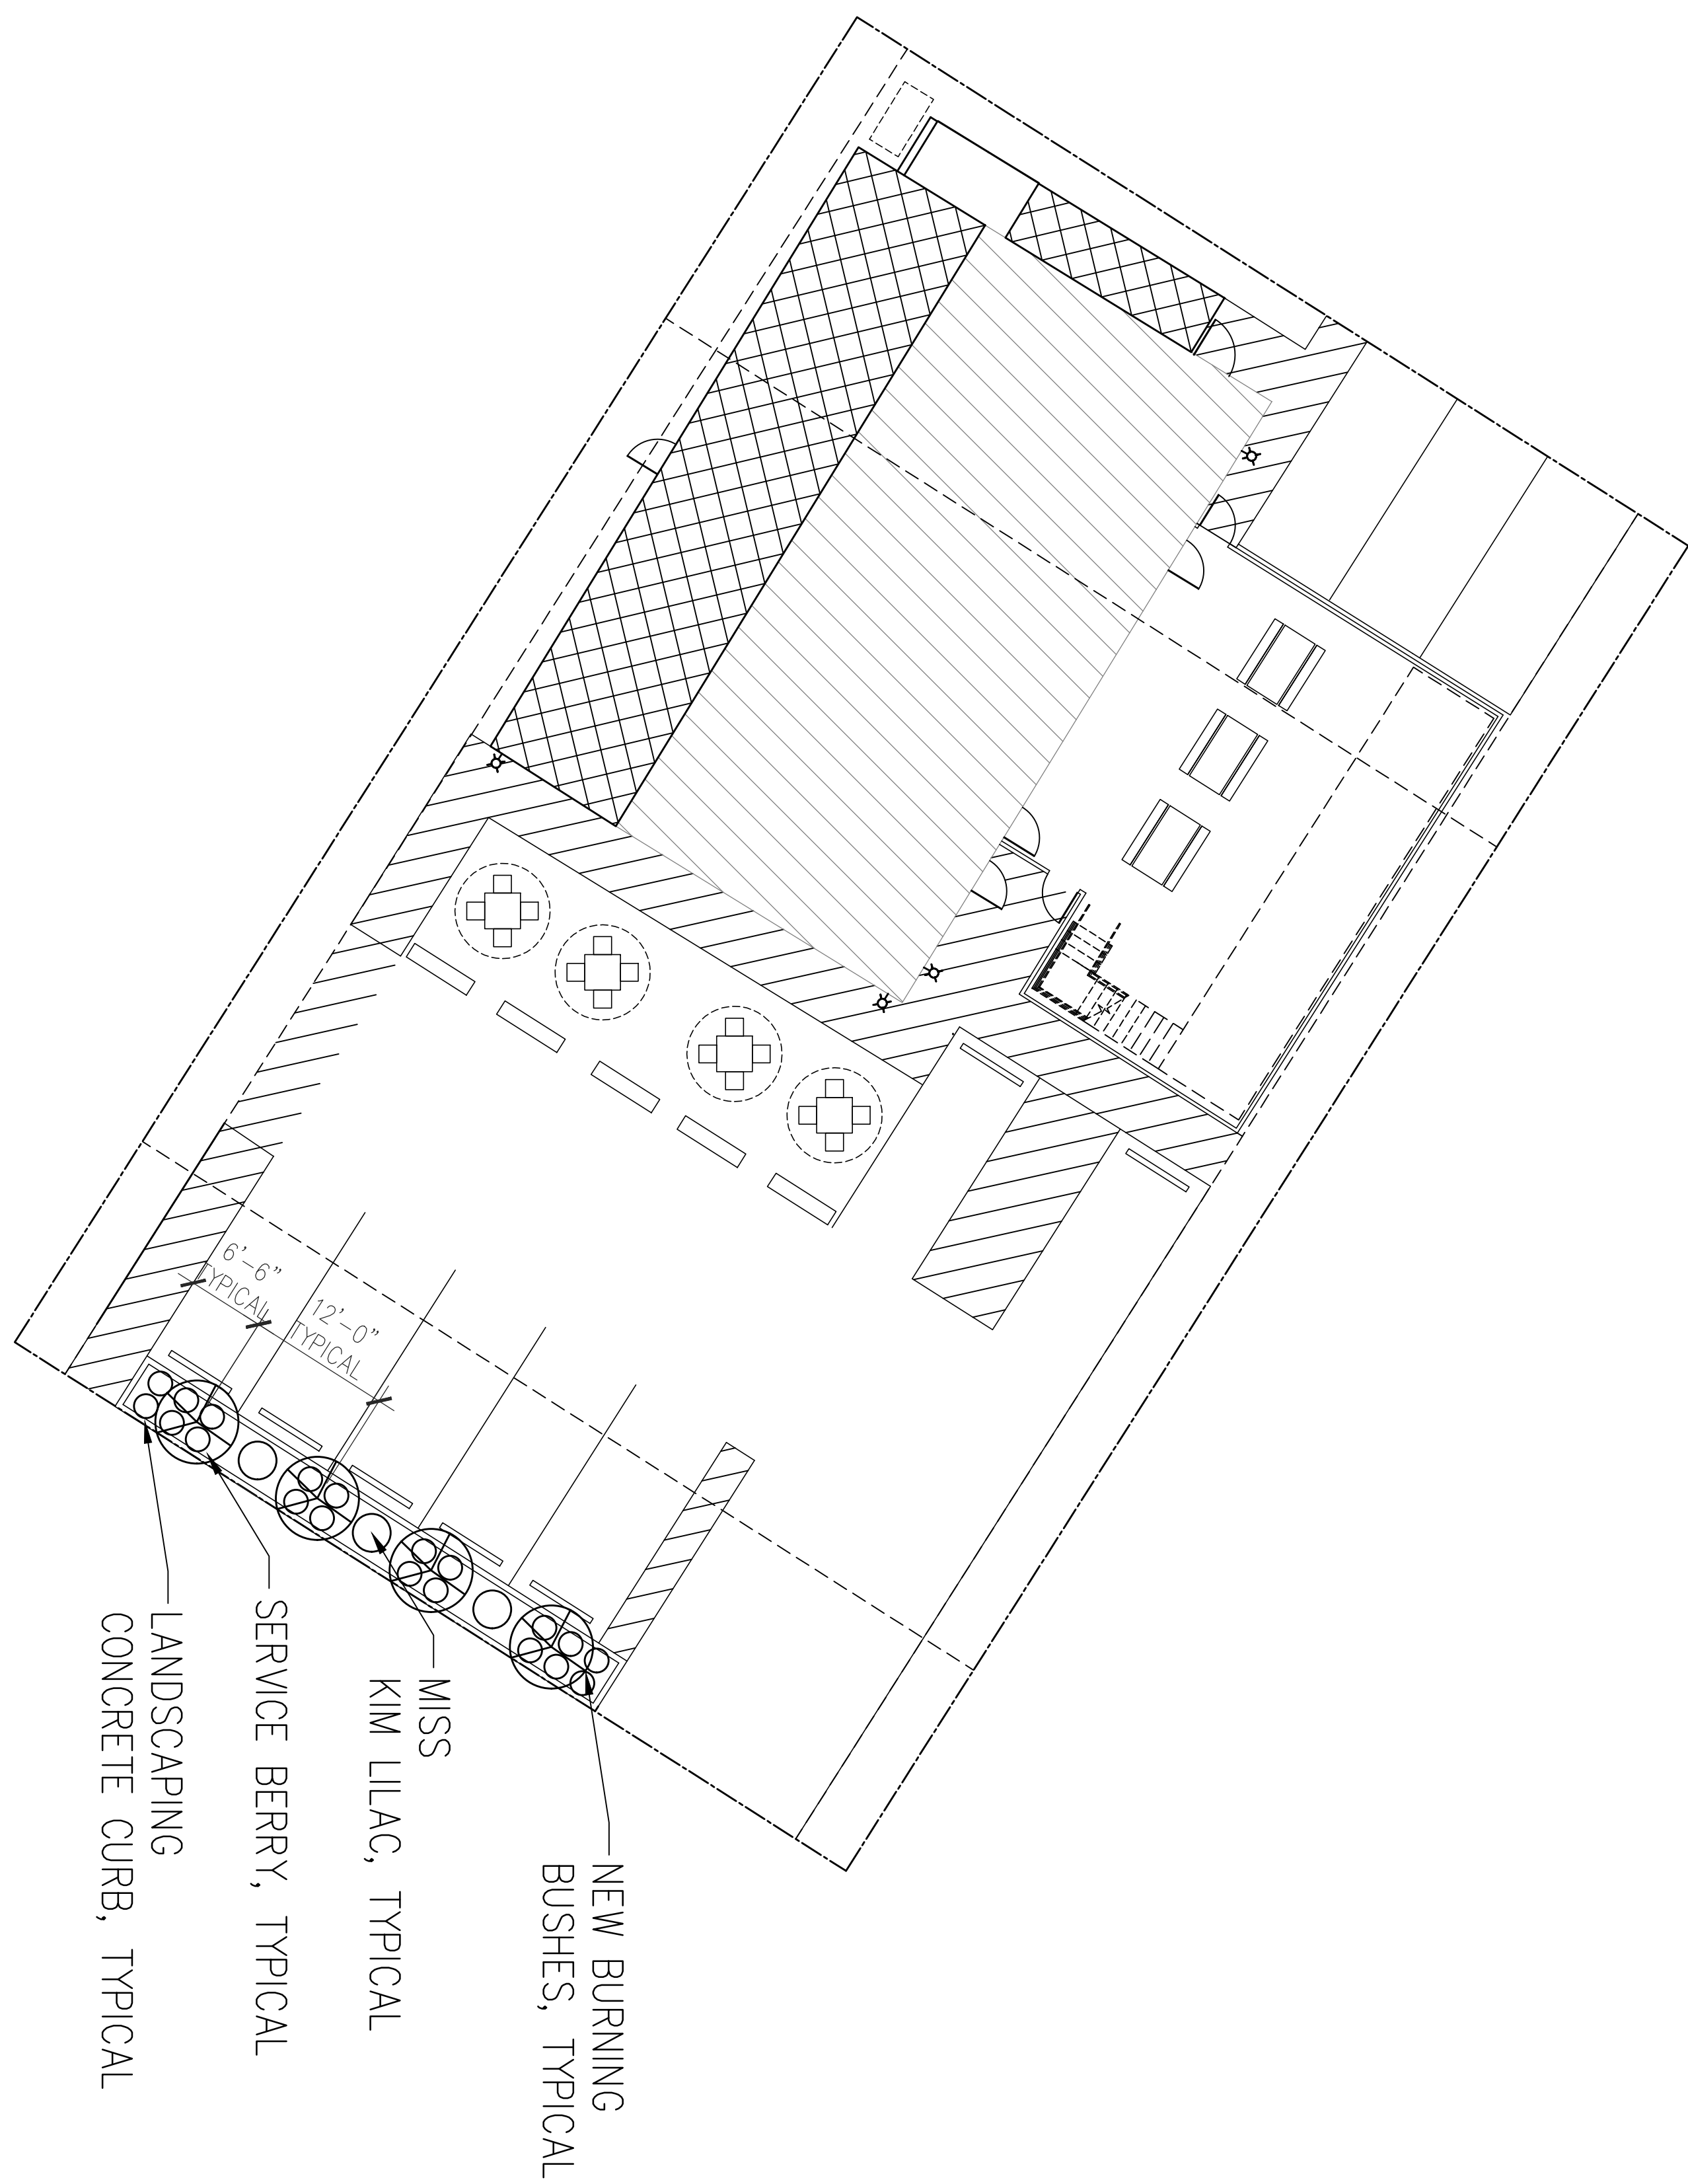 6'-6"
TYPICAL
12'-0"
TYPICAL
NEW BURNING
BUSHES, TYPICAL
MISS
KIM LILAC, TYPICAL
SERVICE BERRY, TYPICAL
LANDSCAPING
CONCRETE CURB, TYPICAL